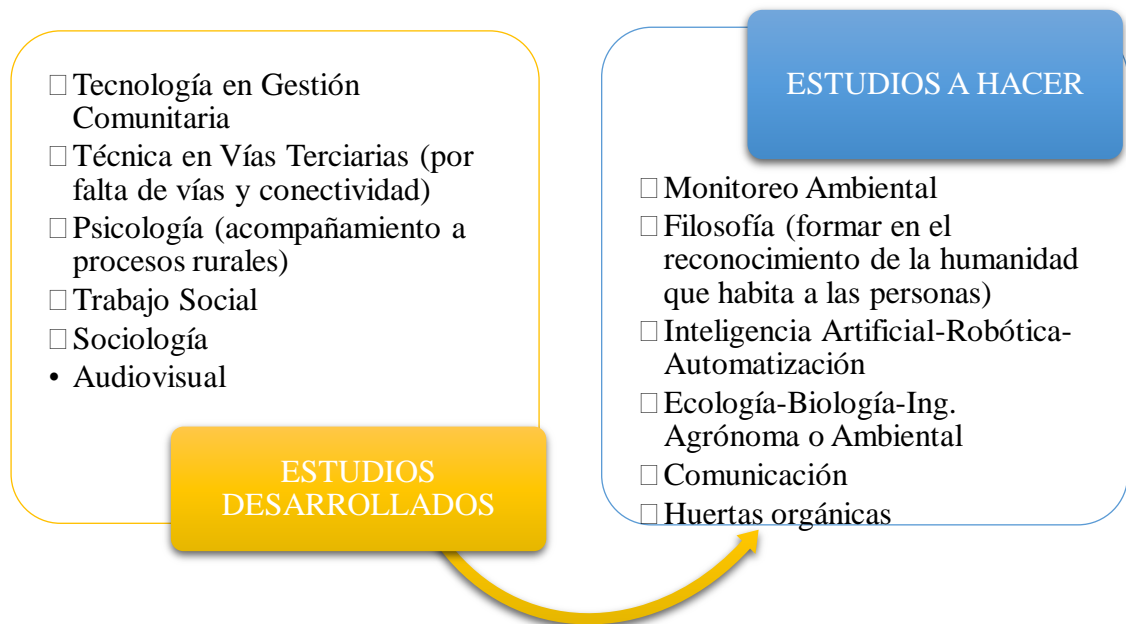 □ Tecnología en Gestión
Comunitaria
□ Técnica en Vías Terciarias (por
falta de vías y conectividad)
□ Psicología (acompañamiento a
procesos rurales)
□ Trabajo Social
□ Sociología
• Audiovisual
ESTUDIOS
DESARROLLADOS
ESTUDIOS A HACER
□ Monitoreo Ambiental
□ Filosofía (formar en el
reconocimiento de la humanidad
que habita a las personas)
□ Inteligencia Artificial-Robótica-
Automatización
□ Ecología-Biología-Ing.
Agrónoma o Ambiental
□ Comunicación
□ Huertas orgánicas